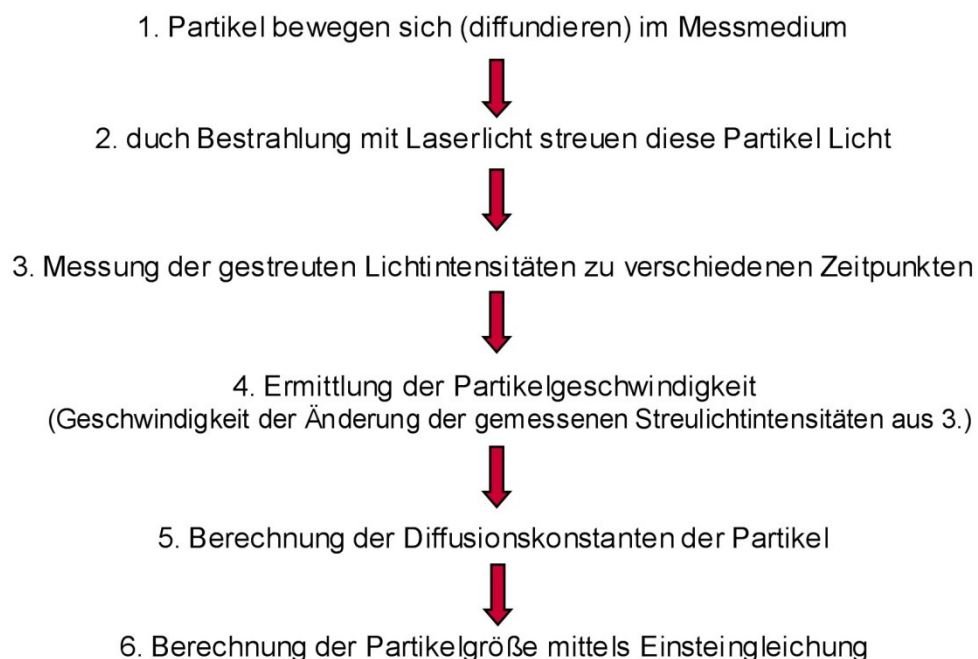 1. Partikel bewegen sich (diffundieren) im Messmedium
2. duch Bestrahlung mit Laserlicht streuen diese Partikel Licht
3. Messung der gestreuten Lichtintensitäten zu verschiedenen Zeitpunkten
4. Ermittlung der Partikelgeschwindigkeit
(Geschwindigkeit der Änderung der gemessenen Streulichtintensitäten aus 3.)
5. Berechnung der Diffusionskonstanten der Partikel
6. Berechnung der Partikelgröße mittels Einsteingleichung